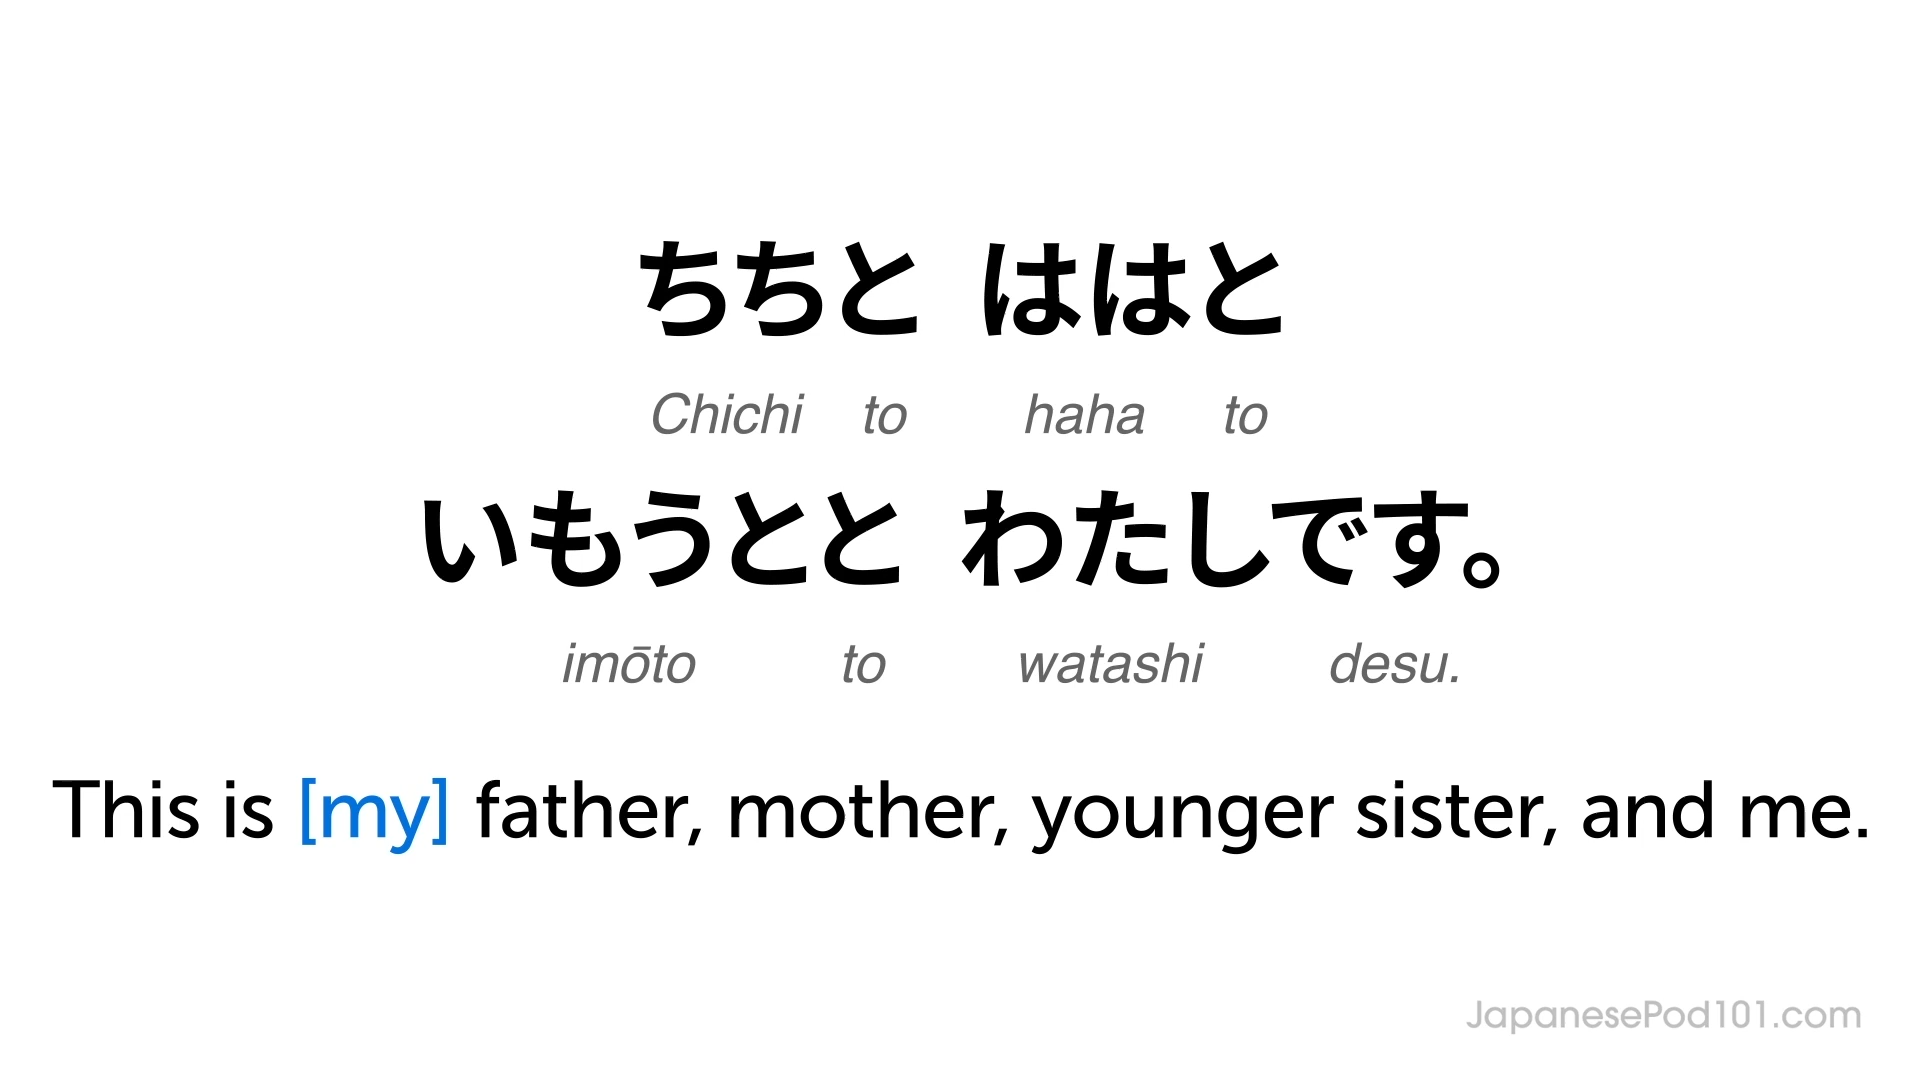 ちちと ははと
Chichi to haha to
いもうとと わたしです。
imōto to watashi desu.
This is [my] father, mother, younger sister, and me.
JapanesePod101.com